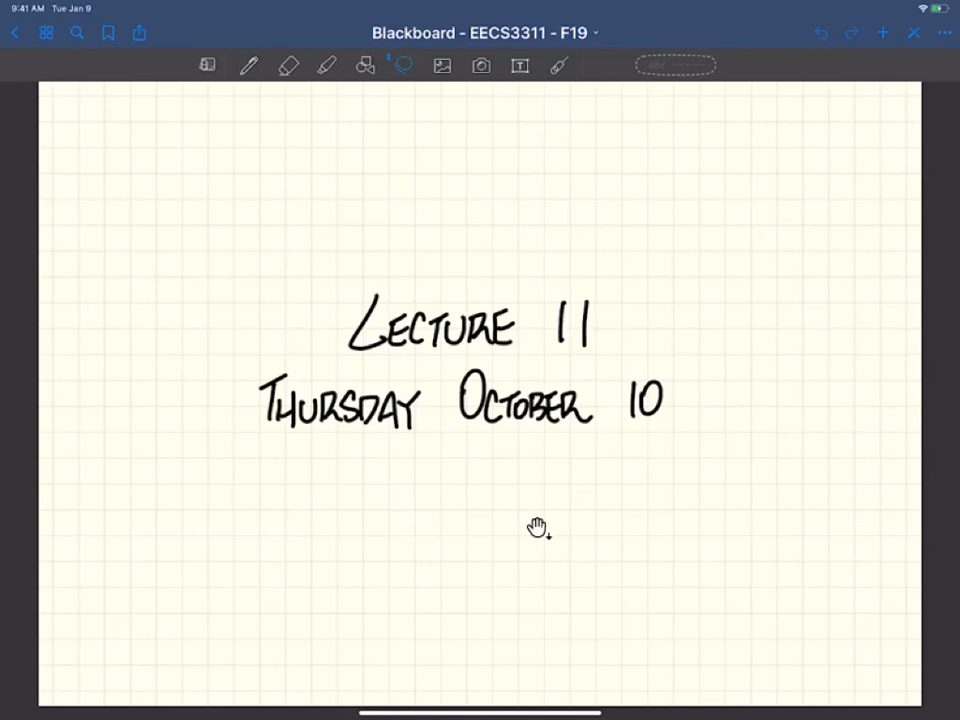 9:41 AM Tue Jan 9
Blackboard - EECS3311 - F19
LECTURE 11
THURSDAY OCTOBER 10